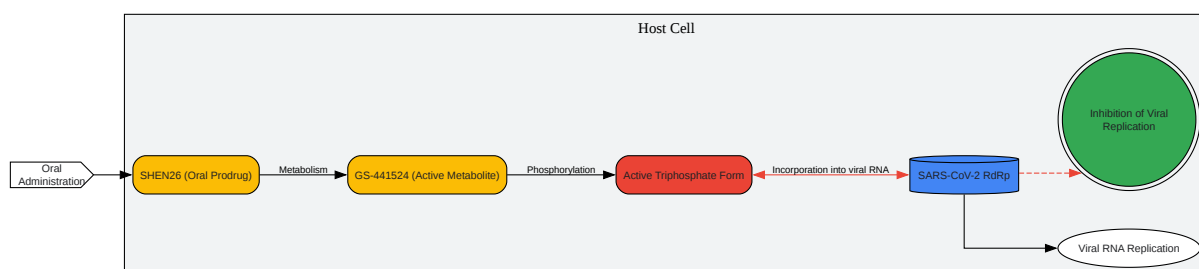 Host Cell
Inhibition of Viral
Replication
Oral
Administration
SHEN26 (Oral Prodrug)
Metabolism
GS-441524 (Active Metabolite)
Phosphorylation
Active Triphosphate Form
Incorporation into viral RNA
SARS-CoV-2 RdRp
Viral RNA Replication